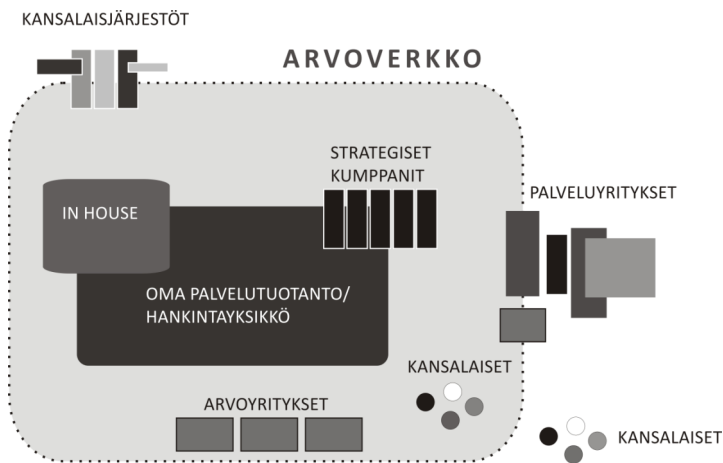 KANSALAISJÄRJESTÖT
ARVOVERKKO
STRATEGISET
KUMPPANIT
PALVELUYRITYKSET
IN HOUSE
OMA PALVELUTUOTANTO/
HANKINTAYKSIKKÖ
KANSALAISET
ARVOYRITYKSET
KANSALAISET